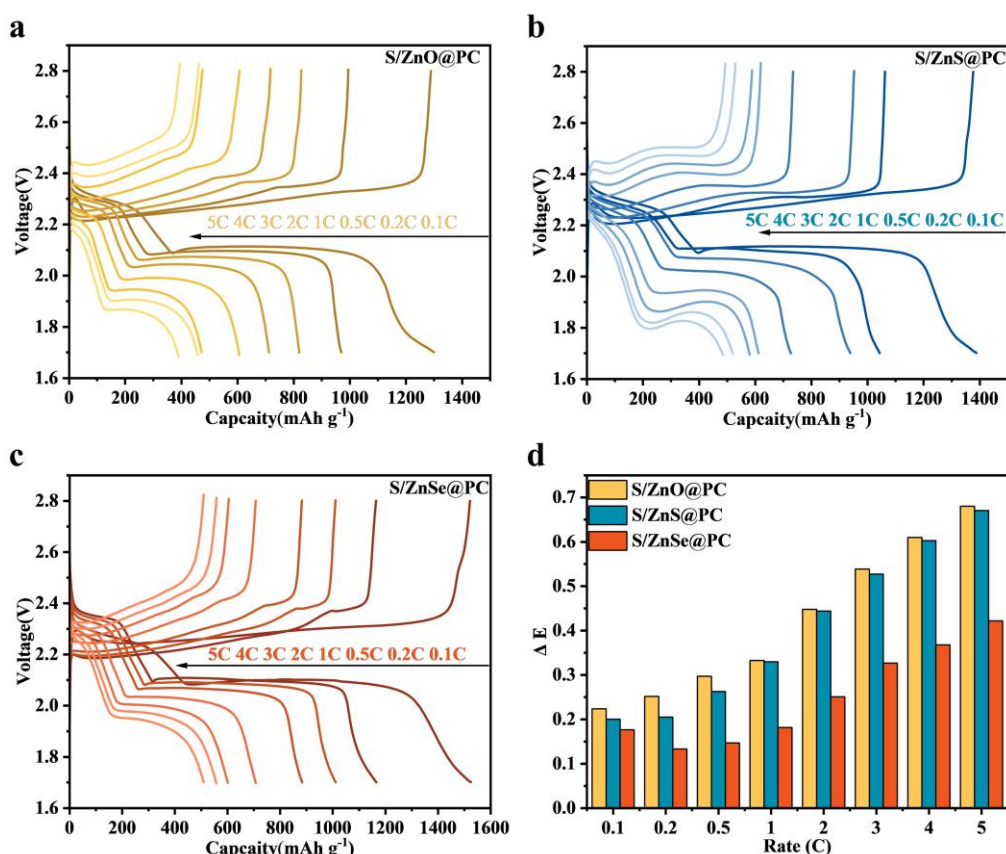 a
S/ZnO@PC
2.8
2.6
2.4
2.2
2.0
1.8
1.6
Voltage(V)
5C 4C 3C 2C 1C 0.5C 0.2C 0.1C
0 200 400 600 800 1000 1200 1400
Capcaity(mAh g⁻¹)
b
S/ZnS@PC
2.8
2.6
2.4
2.2
2.0
1.8
1.6
Voltage(V)
5C 4C 3C 2C 1C 0.5C 0.2C 0.1C
0 200 400 600 800 1000 1200 1400
Capcaity(mAh g⁻¹)
c
S/ZnSe@PC
2.8
2.4
2.2
2.0
1.8
1.6
Voltage(V)
5C 4C 3C 2C 1C 0.5C 0.2C 0.1C
0 200 400 600 800 1000 1200 1400 1600
Capcaity(mAh g⁻¹)
d
S/ZnO@PC
S/ZnS@PC
S/ZnSe@PC
0.7
0.6
0.5
0.4
0.3
0.2
0.1
0.0
Δ E
0.1 0.2 0.5 1 2 3 4 5
Rate (C)